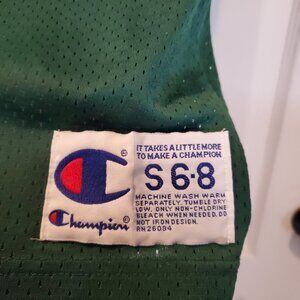 IT TAKES A LITTLE MORE
TO MAKE A CHAMPION
S 6-8
MACHINE WASH WARM
SEPARATELY. TUMBLE DRY
LOW. ONLY NON-CHLORINE
BLEACH WHEN NEEDED. DO
NOT IRON DESIGN.
RN 26094
Champion